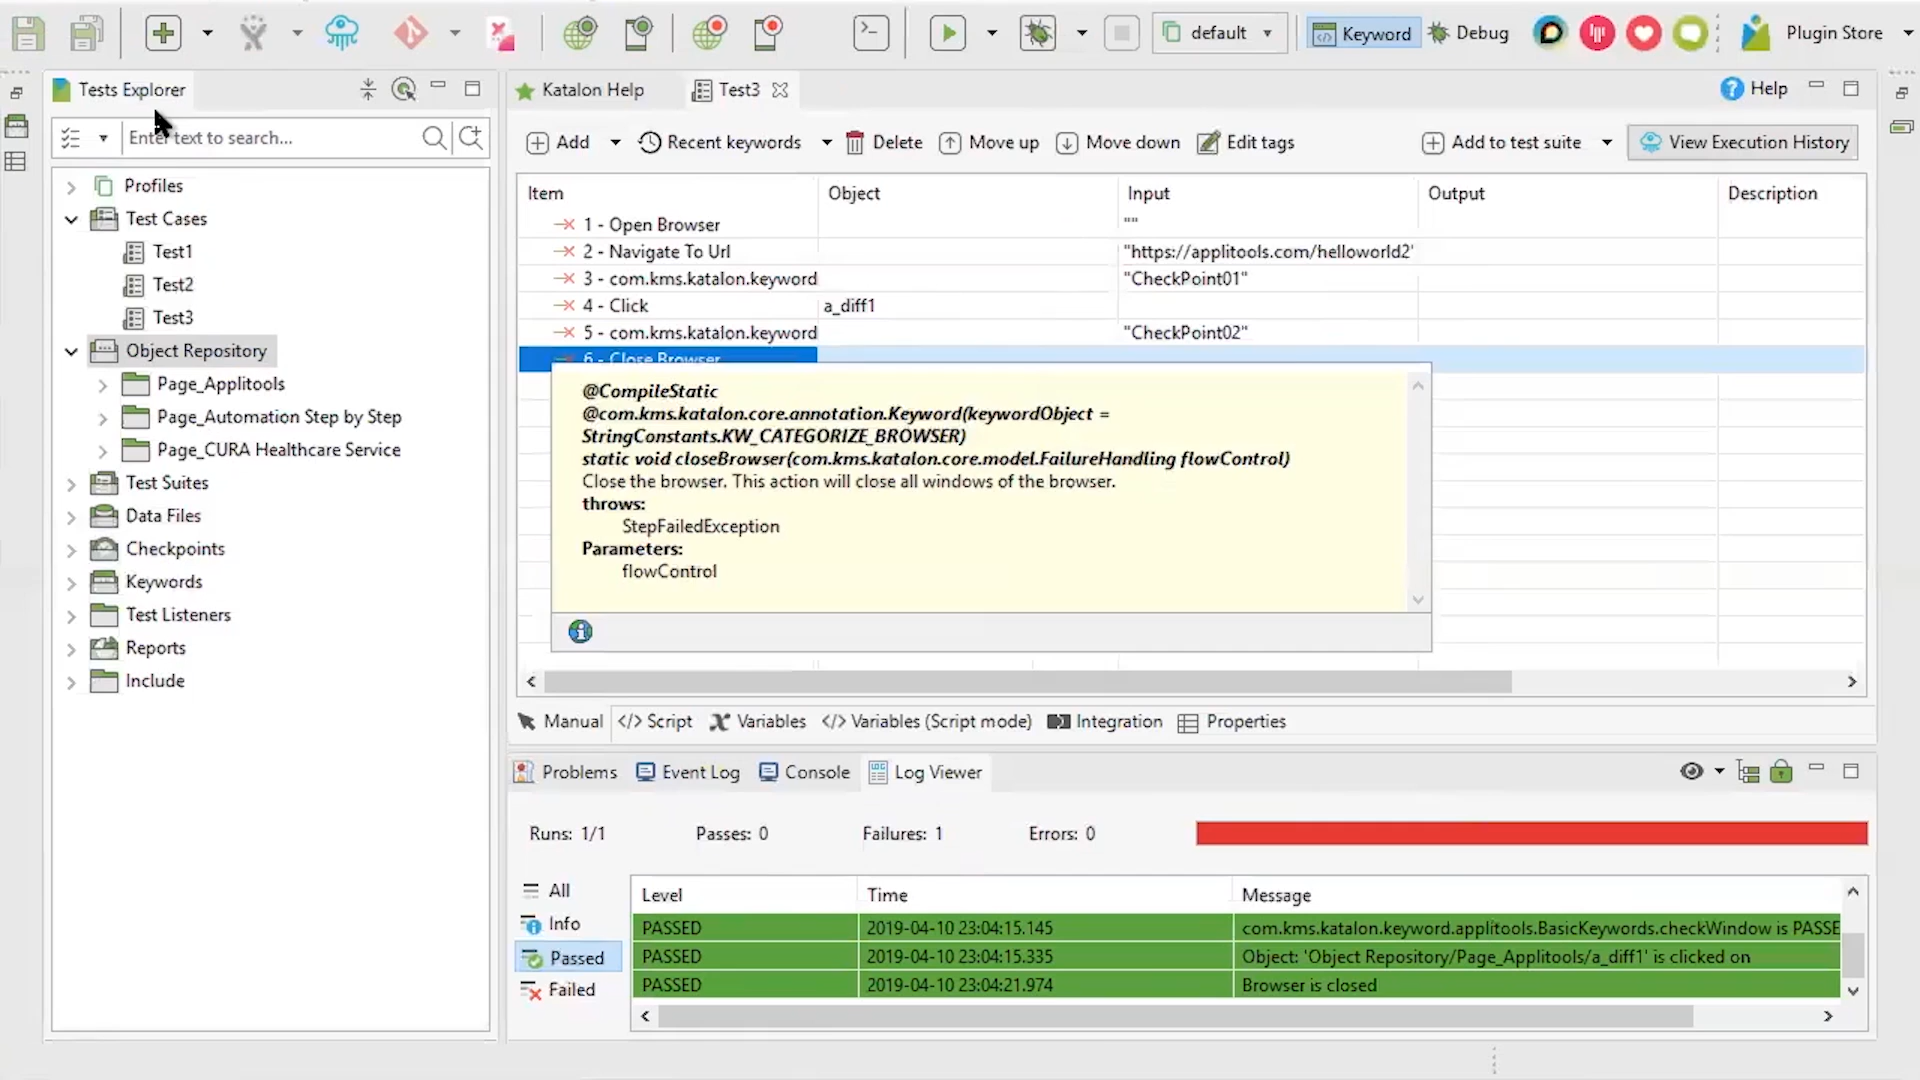 default
Keyword
Debug
Plugin Store
Tests Explorer
Enter text to search...
Profiles
Test Cases
Test1
Test2
Test3
Object Repository
Page_Applitools
Page_Automation Step by Step
Page_CURA Healthcare Service
Test Suites
Data Files
Checkpoints
Keywords
Test Listeners
Reports
Include
Katalon Help
Test3
Help
Add
Recent keywords
Delete
Move up
Move down
Edit tags
Add to test suite
View Execution History
Item Object Input Output Description
1 - Open Browser ""
2 - Navigate To Url "https://applitools.com/helloworld2'
3 - com.kms.katalon.keyword "CheckPoint01"
4 - Click a_diff1
5 - com.kms.katalon.keyword "CheckPoint02"
6 - Close Browser
@CompileStatic
@com.kms.katalon.core.annotation.Keyword(keywordObject =
StringConstants.KW_CATEGORIZE_BROWSER)
static void closeBrowser(com.kms.katalon.core.model.FailureHandling flowControl)
Close the browser. This action will close all windows of the browser.
throws:
StepFailedException
Parameters:
flowControl
Manual </> Script Variables </> Variables (Script mode) Integration Properties
Problems Event Log Console Log Viewer
Runs: 1/1 Passes: 0 Failures: 1 Errors: 0
All
Info
Passed
Failed
Level Time Message
PASSED 2019-04-10 23:04:15.145 com.kms.katalon.keyword.applitools.BasicKeywords.checkWindow is PASSE
PASSED 2019-04-10 23:04:15.335 Object: 'Object Repository/Page_Applitools/a_diff1' is clicked on
PASSED 2019-04-10 23:04:21.974 Browser is closed